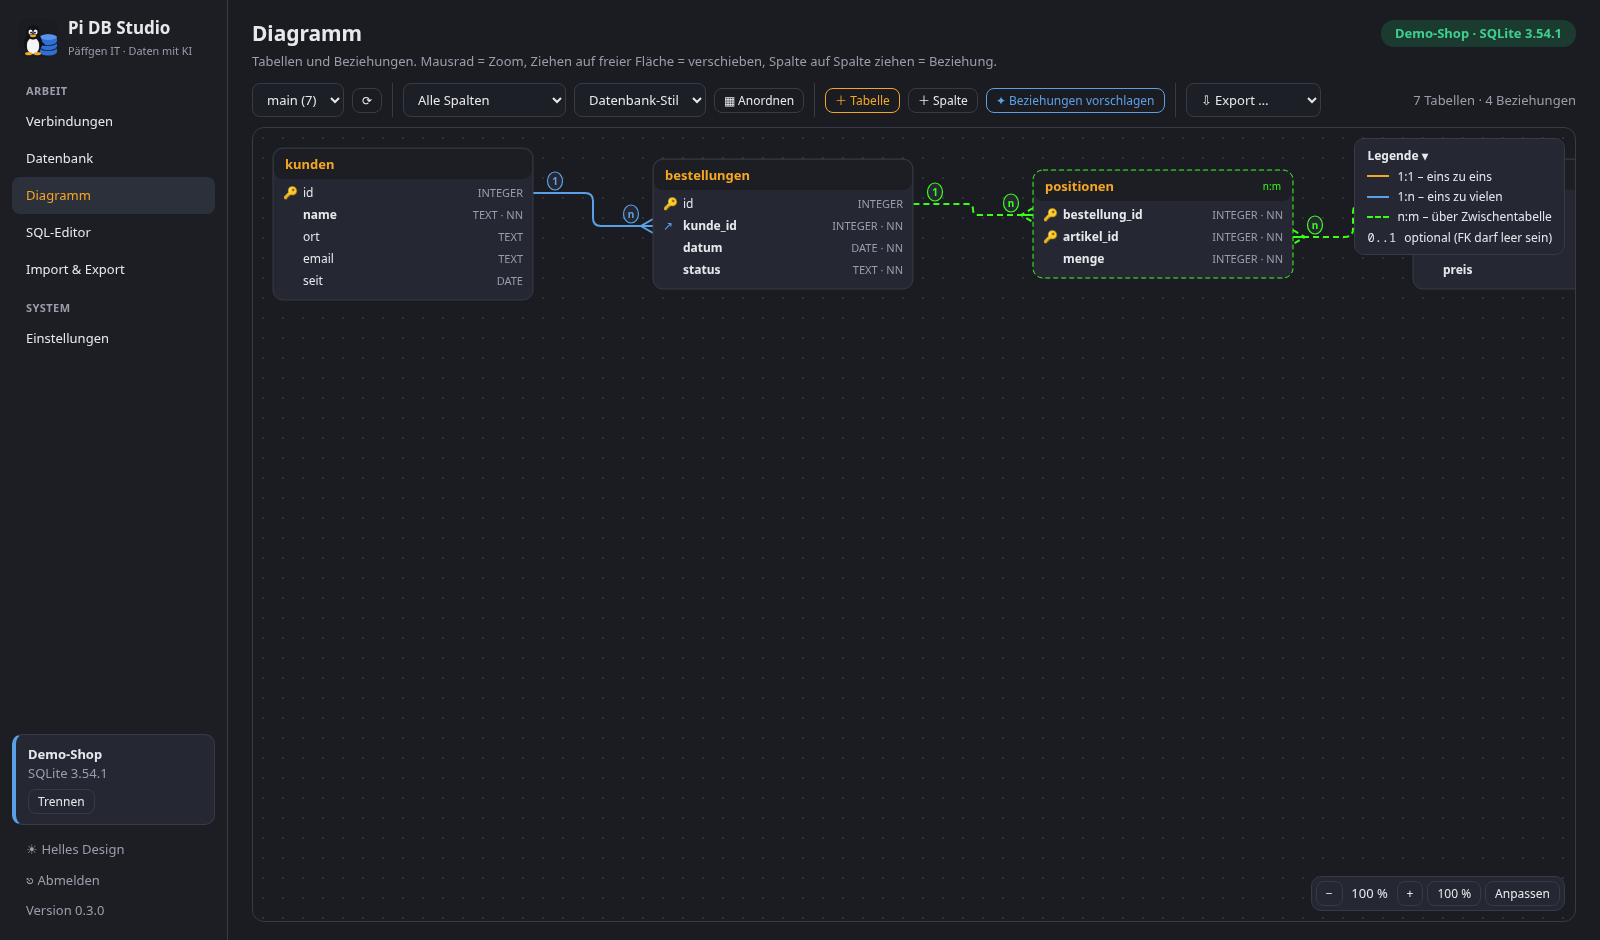 Pi DB Studio
Päffgen IT · Daten mit KI
ARBEIT
Verbindungen
Datenbank
Diagramm
SQL-Editor
Import & Export
SYSTEM
Einstellungen
Demo-Shop
SQLite 3.54.1
Trennen
☀ Helles Design
⎋ Abmelden
Version 0.3.0
Diagramm
Demo-Shop · SQLite 3.54.1
Tabellen und Beziehungen. Mausrad = Zoom, Ziehen auf freier Fläche = verschieben, Spalte auf Spalte ziehen = Beziehung.
main (7) ⟳ Alle Spalten Datenbank-Stil ▦ Anordnen + Tabelle + Spalte ✦ Beziehungen vorschlagen ⇩ Export ... 7 Tabellen · 4 Beziehungen
kunden
🔑 id INTEGER
name TEXT · NN
ort TEXT
email TEXT
seit DATE
1
n
bestellungen
🔑 id INTEGER
↗ kunde_id INTEGER · NN
datum DATE · NN
status TEXT · NN
1
n
positionen n:m
🔑 bestellung_id INTEGER · NN
🔑 artikel_id INTEGER · NN
menge INTEGER · NN
n
Legende ▾
1:1 – eins zu eins
1:n – eins zu vielen
n:m – über Zwischentabelle
0..1 optional (FK darf leer sein)
preis
− 100 % + 100 % Anpassen